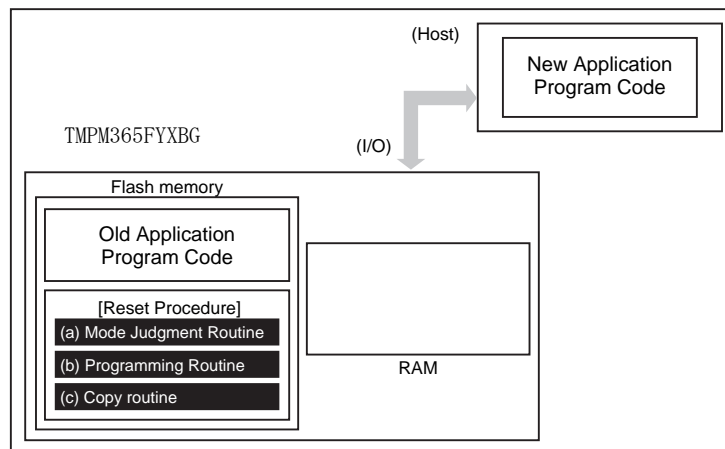 (Host)
New Application
Program Code
TMPM365FYXBG
(I/O)
Flash memory
Old Application
Program Code
[Reset Procedure]
(a) Mode Judgment Routine
(b) Programming Routine
(c) Copy routine
RAM